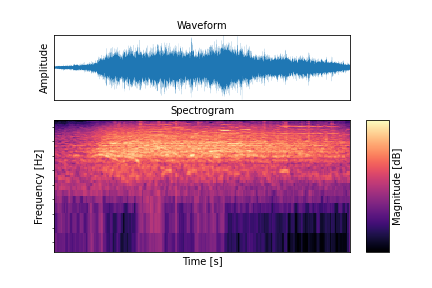 Waveform
Amplitude
Spectrogram
Frequency [Hz]
Magnitude [dB]
Time [s]